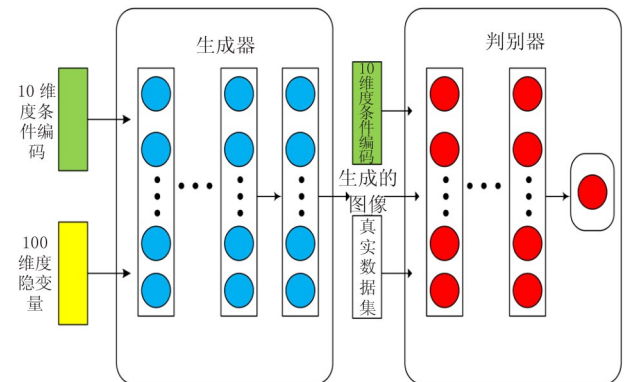 生成器
判别器
10 维
度条
件编
码
100
维度
隐变
量
10
维
度
条
件
编
码
生成的
图像
真
实
数
据
集